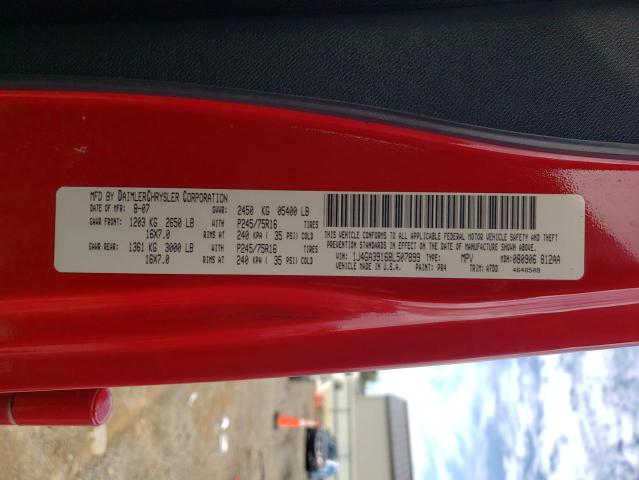 MFD BY DAIMLERCHRYSLER CORPORATION
DATE OF MFR: 8-07 GVWR: 2450 KG 05400 LB
GAWR FRONT: 1203 KG 2650 LB WITH P245/75R16 TIRES
16X7.0 RIMS AT 240 KPA ( 35 PSI) COLD
GAWR REAR: 1361 KG 3000 LB WITH P245/75R16 TIRES
16X7.0 RIMS AT 240 KPA ( 35 PSI) COLD
THIS VEHICLE CONFORMS TO ALL APPLICABLE FEDERAL MOTOR VEHICLE SAFETY AND THEFT
PREVENTION STANDARDS IN EFFECT ON THE DATE OF MANUFACTURE SHOWN ABOVE.
VIN: 1J4GA39168L507899 TYPE: MPV MDH: 080906 812AA
VEHICLE MADE IN U.S.A. PAINT: PR4 TRIM: A7DD 4648509